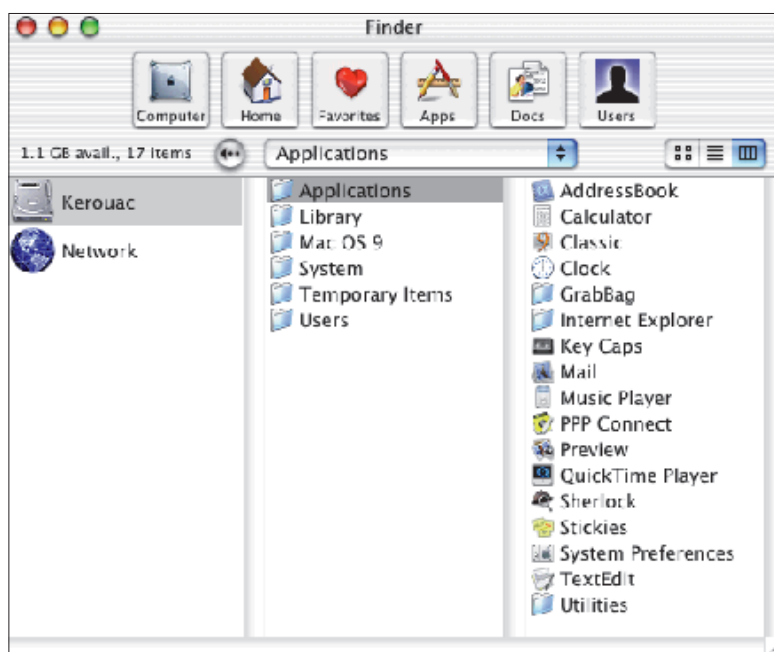 Finder
Computer
Home
Favorites
Apps
Docs
Users
1.1 GB avail., 17 items
Applications
Kerouac
Network
Applications
Library
Mac OS 9
System
Temporary Items
Users
AddressBook
Calculator
Classic
Clock
GrabBag
Internet Explorer
Key Caps
Mail
Music Player
PPP Connect
Preview
QuickTime Player
Sherlock
Stickies
System Preferences
TextEdit
Utilities